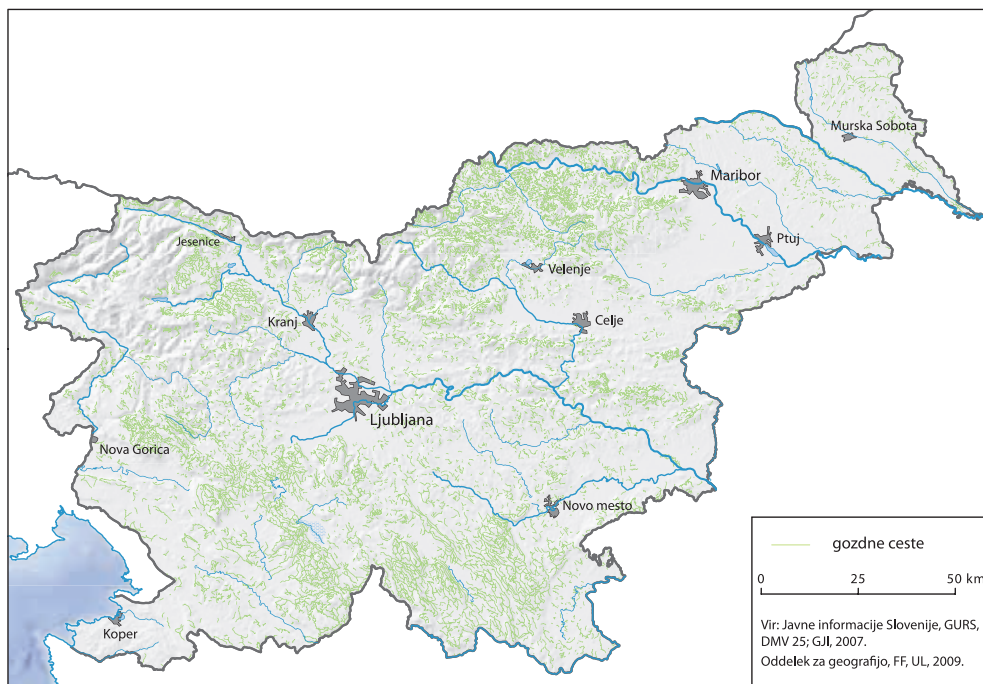 Murska Sobota
Maribor
Ptuj
Jesenice
Velenje
Kranj
Celje
Ljubljana
Nova Gorica
Novo mesto
Koper
gozdne ceste
0 25 50 km
Vir: Javne informacije Slovenije, GURS,
DMV 25; GJI, 2007.
Oddelek za geografijo, FF, UL, 2009.